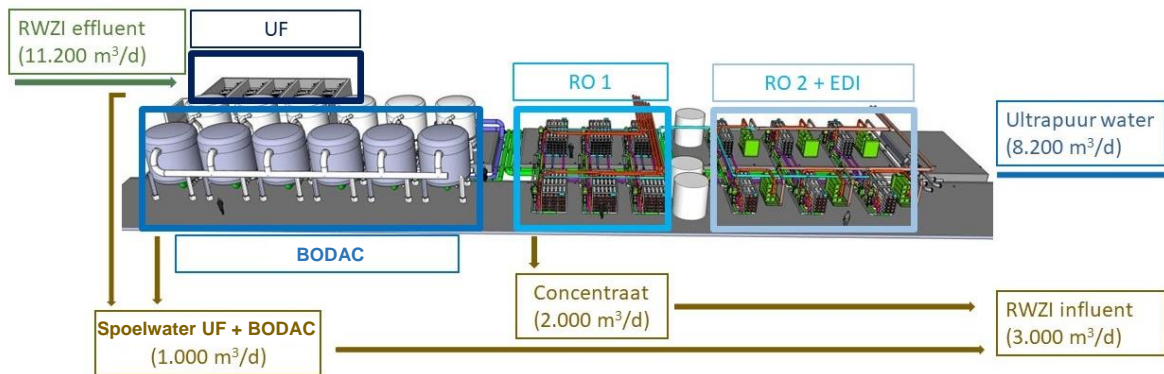 RWZI effluent
(11.200 m³/d)
UF
RO 1
RO 2 + EDI
Ultrapuur water
(8.200 m³/d)
BODAC
Concentraat
(2.000 m³/d)
RWZI influent
(3.000 m³/d)
Spoelwater UF + BODAC
(1.000 m³/d)